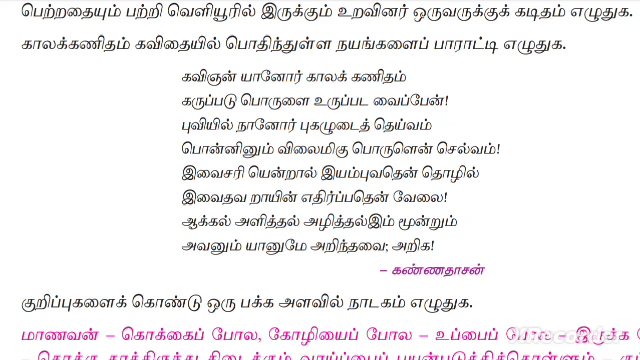 பெற்றதையும் பற்றி வெளியூரில் இருக்கும் உறவினர் ஒருவருக்குக் கடிதம் எழுதுக.
காலக்கணிதம் கவிதையில் பொதிந்துள்ள நயங்களைப் பாராட்டி எழுதுக.
கவிஞன் யானோர் காலக் கணிதம்
கருப்படு பொருளை உருப்பட வைப்பேன்!
புவியில் நானோர் புகழுடைத் தெய்வம்
பொன்னினும் விலைமிகு பொருளென் செல்வம்!
இவைசரி யென்றால் இயம்புவதென் தொழில்
இவைதவ றாயின் எதிர்ப்பதென் வேலை!
ஆக்கல் அளித்தல் அழித்தல்இம் மூன்றும்
அவனும் யானுமே அறிந்தவை; அறிக!
– கண்ணதாசன்
குறிப்புகளைக் கொண்டு ஒரு பக்க அளவில் நாடகம் எழுதுக.
மாணவன் – கொக்கைப் போல, கோழியைப் போல – உப்பைப் போல – இருக்க
– கொக்கு காத்திருந்து கிடைக்கும் வாய்ப்பைப் பயன்படுத்திக்கொள்ளும் –